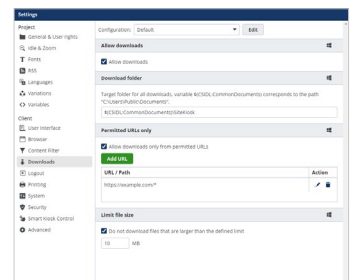 Settings
Project
General & User rights
Idle & Zoom
Fonts
RSS
Languages
Variations
Variables
Client
User Interface
Browser
Content Filter
Downloads
Logout
Printing
System
Security
Smart Kiosk Control
Advanced
Configuration: Default Edit
Allow downloads
Allow downloads
Download folder
Target folder for all downloads, variable $(CSIDL:CommonDocuments) corresponds to the path
"C:\Users\Public\Documents".
$(CSIDL:CommonDocuments)\SiteKiosk
Permitted URLs only
Allow downloads only from permitted URLs
Add URL
URL / Path Action
https://example.com/*
Limit file size
Do not download files that are larger than the defined limit
10 MB